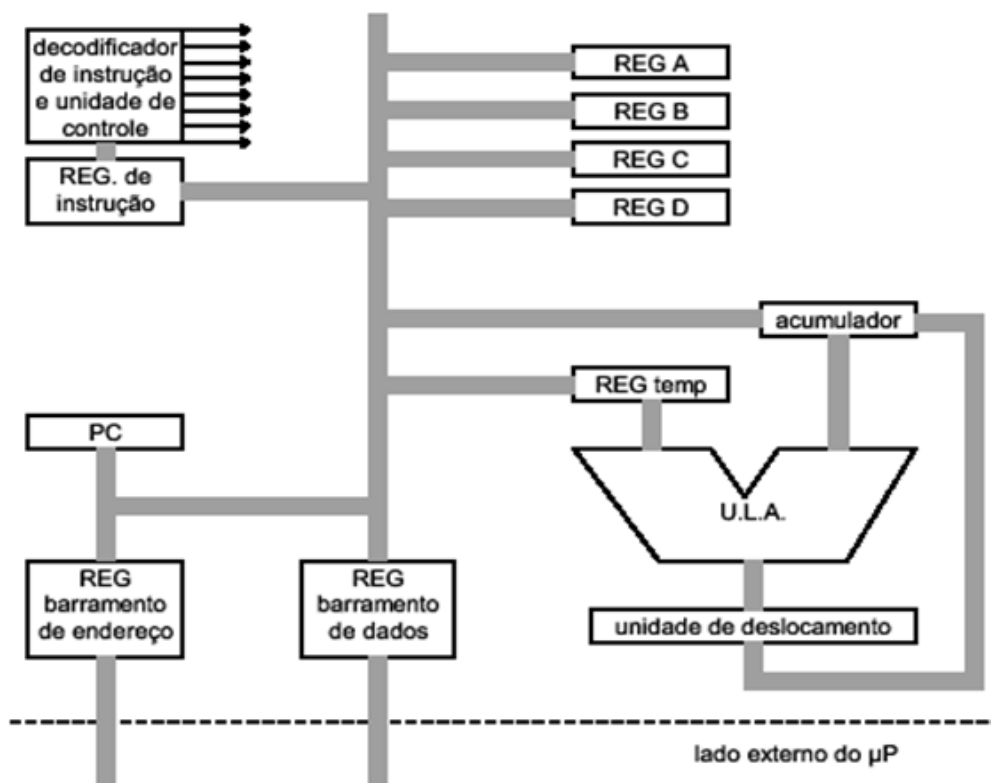 decodificador
de instrução
e unidade de
controle
REG. de
instrução
REG A
REG B
REG C
REG D
acumulador
REG temp
PC
U.L.A.
REG
barramento
de endereço
REG
barramento
de dados
unidade de deslocamento
lado externo do µP